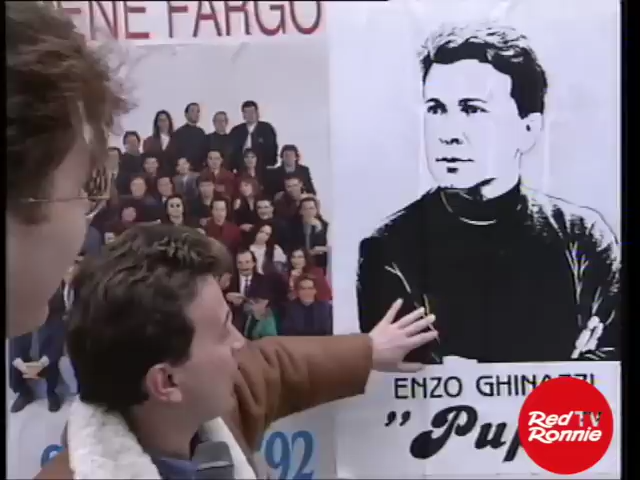 ENE FARGO
'92
ENZO GHINAZZI
" Pup
Red TV
Ronnie